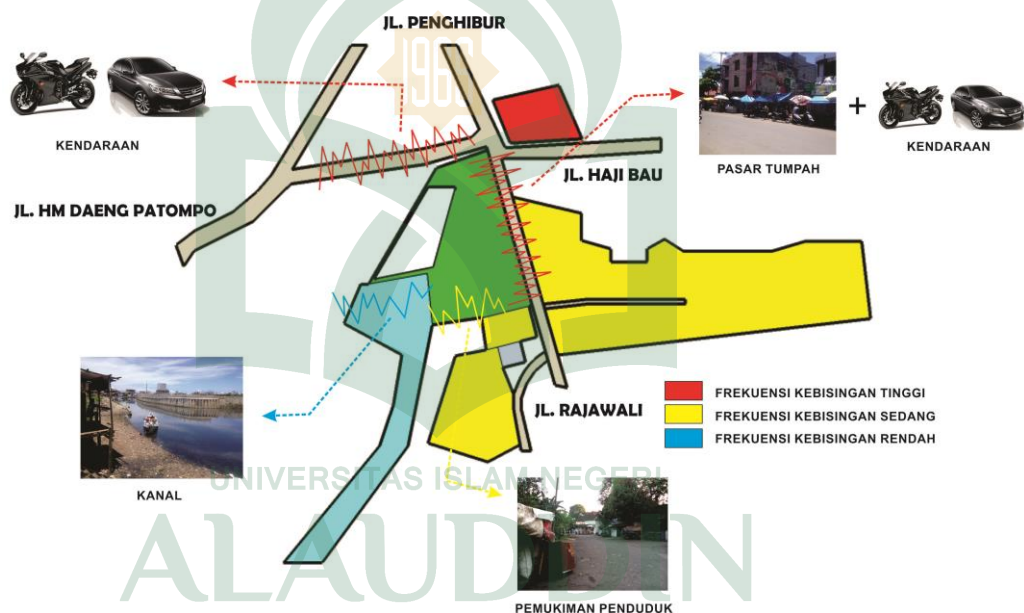 JL. PENGHIBUR
1965
KENDARAAN
PASAR TUMPAH
+
KENDARAAN
JL. HAJI BAU
JL. HM DAENG PATOMPO
FREKUENSI KEBISINGAN TINGGI
FREKUENSI KEBISINGAN SEDANG
FREKUENSI KEBISINGAN RENDAH
JL. RAJAWALI
KANAL
UNIVERSITAS ISLAM NEGERI
ALAUDDIN
PEMUKIMAN PENDUDUK